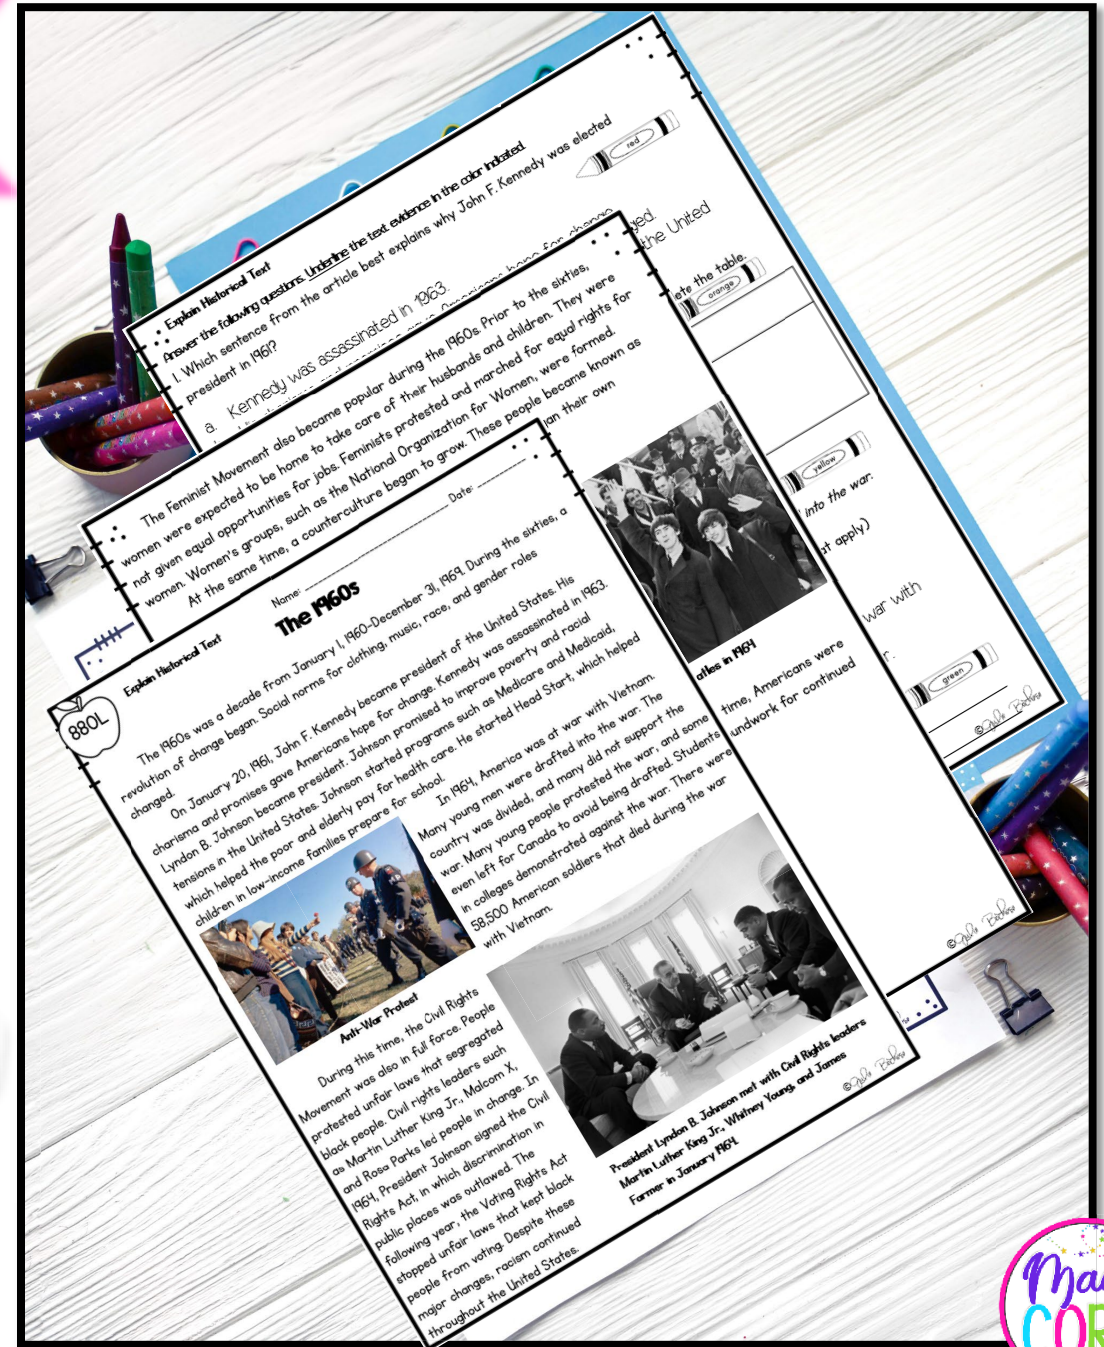 Explain Historical Text
Answer the following questions. Underline the text evidence in the color indicated.
1. Which sentence from the article best explains why John F. Kennedy was elected
president in 1961?
red
a. Kennedy was assassinated in 1963.
hope for change
ged.
the United
ete the table.
orange
yellow
into the war.
at apply)
war with
r.
green
©
The Feminist Movement also became popular during the 1960s. Prior to the sixties,
women were expected to be home to take care of their husbands and children. They were
not given equal opportunities for jobs. Feminists protested and marched for equal rights for
women. Women's groups, such as the National Organization for Women, were formed.
At the same time, a counterculture began to grow. These people became known as
an their own
atles in 1964
time, Americans were
undwork for continued
©
Name:
Date:
Explain Historical Text
The 1960s
880L
The 1960s was a decade from January 1, 1960-December 31, 1969. During the sixties, a
revolution of change began. Social norms for clothing, music, race, and gender roles
changed.
On January 20, 1961, John F. Kennedy became president of the United States. His
charisma and promises gave Americans hope for change. Kennedy was assassinated in 1963.
Lyndon B. Johnson became president. Johnson promised to improve poverty and racial
tensions in the United States. Johnson started programs such as Medicare and Medicaid,
which helped the poor and elderly pay for health care. He started Head Start, which helped
children in low-income families prepare for school.
In 1964, America was at war with Vietnam.
Many young men were drafted into the war. The
country was divided, and many did not support the
war. Many young people protested the war, and some
even left for Canada to avoid being drafted. Students
in colleges demonstrated against the war. There were
58,500 American soldiers that died during the war
with Vietnam.
Anti-War Protest
During this time, the Civil Rights
Movement was also in full force. People
protested unfair laws that segregated
black people. Civil rights leaders such
as Martin Luther King Jr., Malcom X,
and Rosa Parks led people in change. In
1964, President Johnson signed the Civil
Rights Act, in which discrimination in
public places was outlawed. The
following year, the Voting Rights Act
stopped unfair laws that kept black
people from voting. Despite these
major changes, racism continued
throughout the United States.
President Lyndon B. Johnson met with Civil Rights leaders
Martin Luther King Jr., Whitney Young, and James
Farmer in January 1964.
©